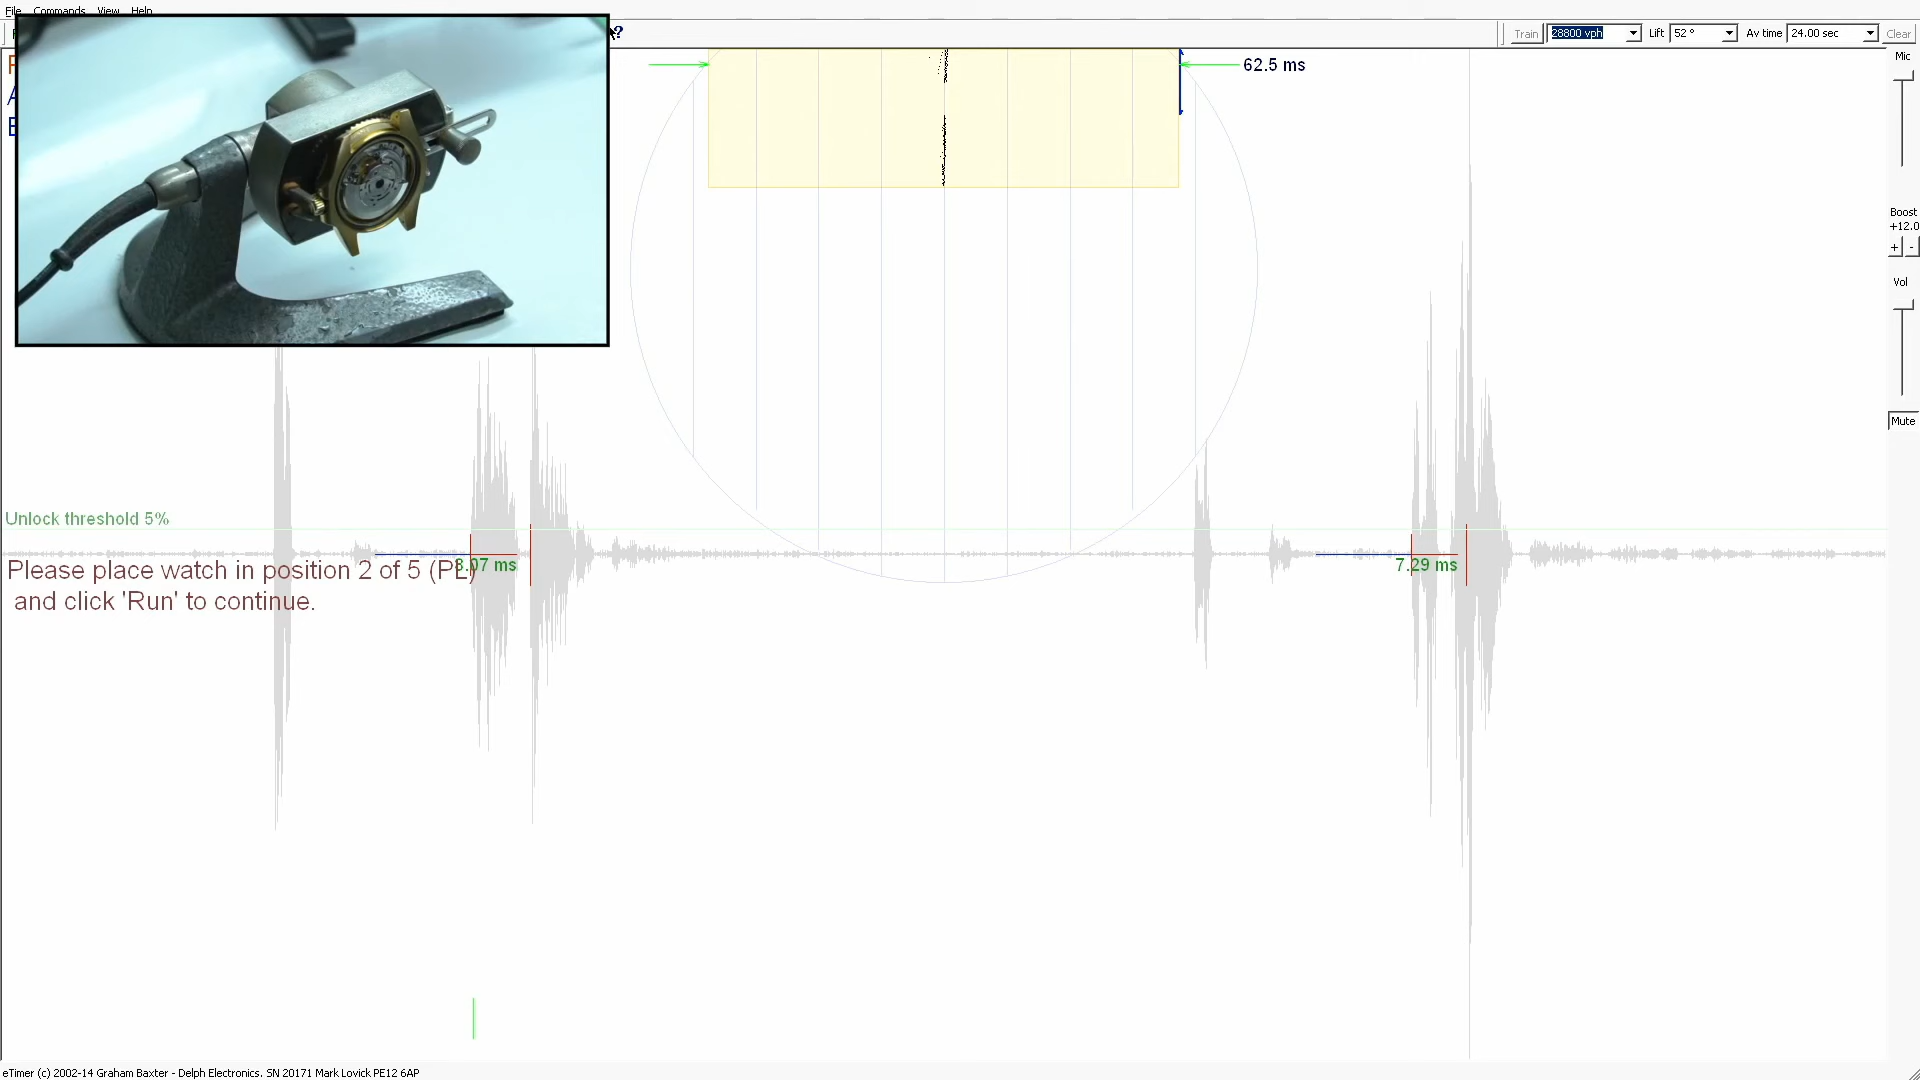 File Commands View Help
?
Train 28800 vph Lift 52 ° Av time 24.00 sec Clear
62.5 ms
Mic
Boost
+12.0
+ -
Vol
Mute
Unlock threshold 5%
8.07 ms
7.29 ms
Please place watch in position 2 of 5 (PL)
and click 'Run' to continue.
eTimer (c) 2002-14 Graham Baxter - Delph Electronics. SN 20171 Mark Lovick PE12 6AP